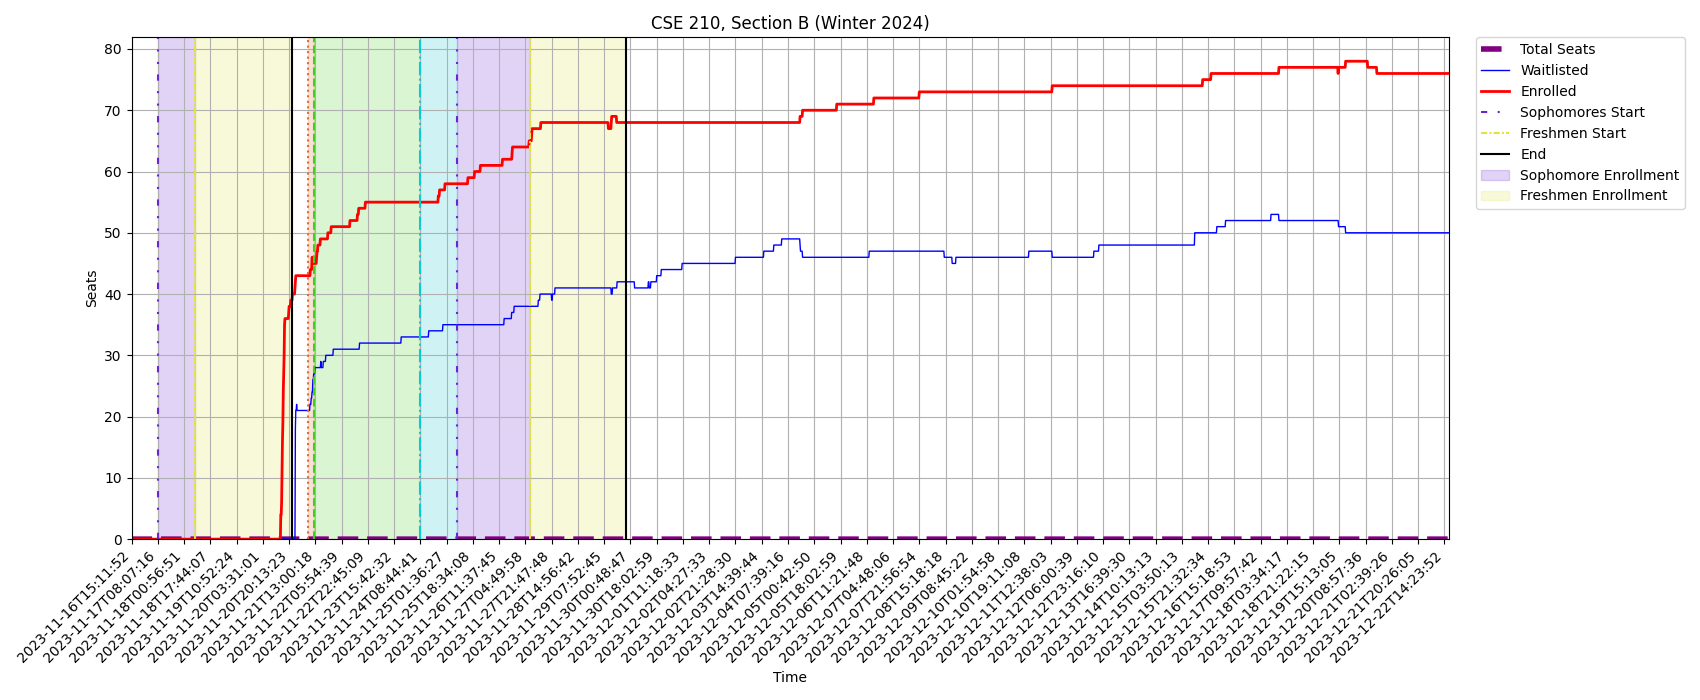 CSE 210, Section B (Winter 2024)
80
70
60
50
40
30
20
10
0
Seats
2023-11-16T15:11:52
2023-11-17T08:07:16
2023-11-18T00:56:51
2023-11-18T17:44:07
2023-11-19T10:52:24
2023-11-20T03:31:01
2023-11-20T20:13:23
2023-11-21T13:00:18
2023-11-22T05:54:39
2023-11-22T22:45:09
2023-11-23T15:42:32
2023-11-24T08:44:41
2023-11-25T01:36:27
2023-11-25T18:34:08
2023-11-26T11:37:45
2023-11-27T04:49:58
2023-11-27T21:47:48
2023-11-28T14:56:42
2023-11-29T07:52:45
2023-11-30T00:48:47
2023-11-30T18:02:59
2023-12-01T11:18:33
2023-12-02T04:27:33
2023-12-02T21:28:30
2023-12-03T14:39:44
2023-12-04T07:39:16
2023-12-05T00:42:50
2023-12-05T18:02:59
2023-12-06T11:21:48
2023-12-07T04:48:06
2023-12-07T21:56:54
2023-12-08T15:18:18
2023-12-09T08:45:22
2023-12-10T01:54:58
2023-12-10T19:11:08
2023-12-11T12:38:03
2023-12-12T06:00:39
2023-12-12T23:16:10
2023-12-13T16:39:30
2023-12-14T10:13:13
2023-12-15T03:50:13
2023-12-15T21:32:34
2023-12-16T15:18:53
2023-12-17T09:57:42
2023-12-18T03:34:17
2023-12-18T21:22:15
2023-12-19T15:13:05
2023-12-20T08:57:36
2023-12-21T02:39:26
2023-12-21T20:26:05
2023-12-22T14:23:52
Time
Total Seats
Waitlisted
Enrolled
Sophomores Start
Freshmen Start
End
Sophomore Enrollment
Freshmen Enrollment